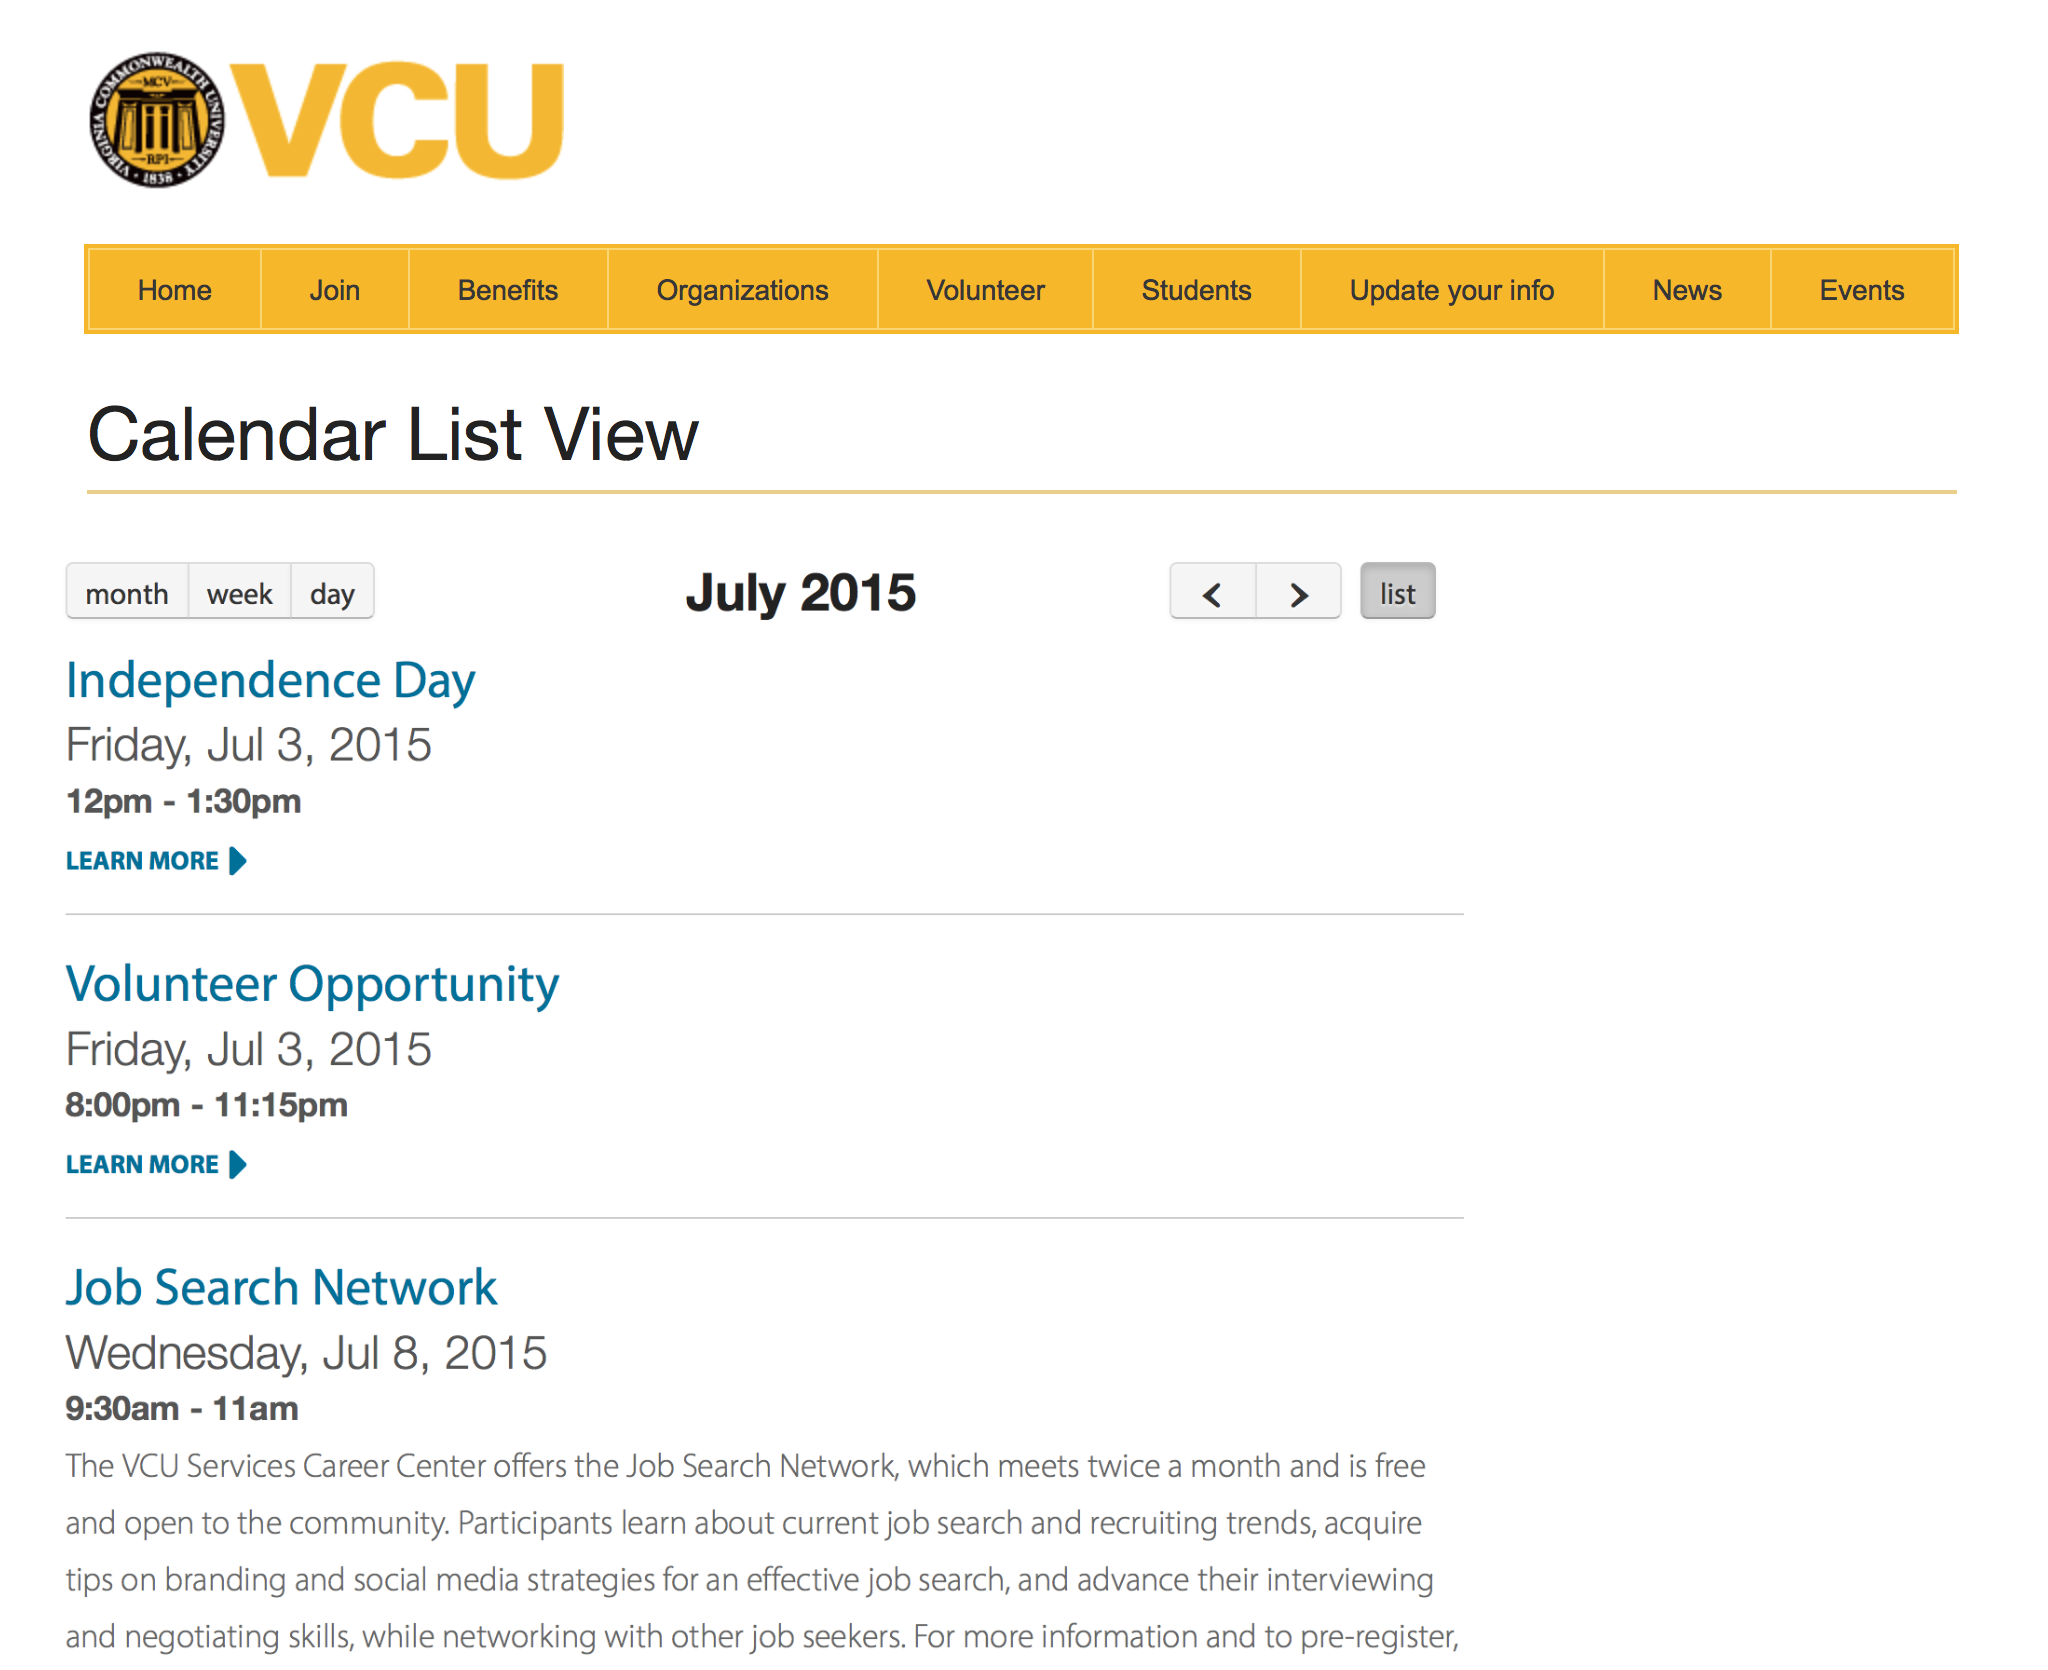 VIRGINIA COMMONWEALTH UNIVERSITY
MCV
RPI
1838
VCU
Home Join Benefits Organizations Volunteer Students Update your info News Events
Calendar List View
month week day July 2015 < > list
Independence Day
Friday, Jul 3, 2015
12pm - 1:30pm
LEARN MORE
Volunteer Opportunity
Friday, Jul 3, 2015
8:00pm - 11:15pm
LEARN MORE
Job Search Network
Wednesday, Jul 8, 2015
9:30am - 11am
The VCU Services Career Center offers the Job Search Network, which meets twice a month and is free
and open to the community. Participants learn about current job search and recruiting trends, acquire
tips on branding and social media strategies for an effective job search, and advance their interviewing
and negotiating skills, while networking with other job seekers. For more information and to pre-register,